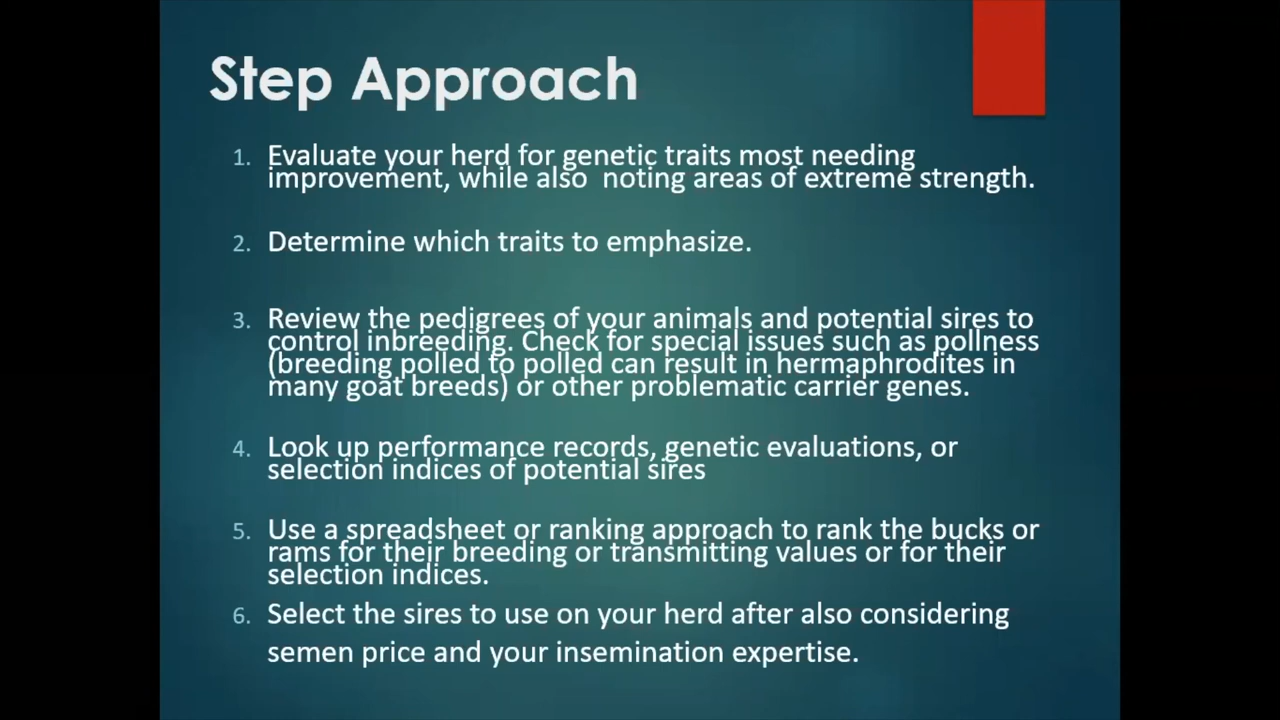 Step Approach
1. Evaluate your herd for genetic traits most needing
improvement, while also  noting areas of extreme strength.
2. Determine which traits to emphasize.
3. Review the pedigrees of your animals and potential sires to
control inbreeding. Check for special issues such as pollness
(breeding polled to polled can result in hermaphrodites in
many goat breeds) or other problematic carrier genes.
4. Look up performance records, genetic evaluations, or
selection indices of potential sires
5. Use a spreadsheet or ranking approach to rank the bucks or
rams for their breeding or transmitting values or for their
selection indices.
6. Select the sires to use on your herd after also considering
semen price and your insemination expertise.